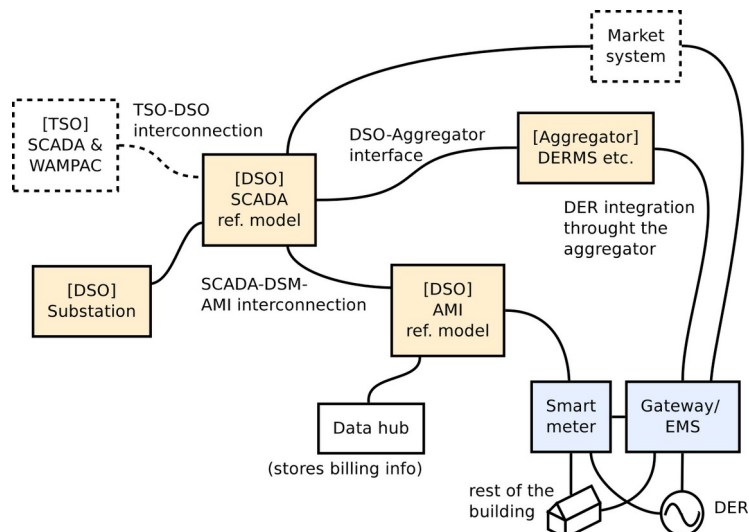 Market
system
[TSO]
SCADA &
WAMPAC
TSO-DSO
interconnection
DSO-Aggregator
interface
[Aggregator]
DERMS etc.
[DSO]
SCADA
ref. model
DER integration
throught the
aggregator
[DSO]
Substation
SCADA-DSM-
AMI interconnection
[DSO]
AMI
ref. model
Data hub
(stores billing info)
Smart
meter
Gateway/
EMS
rest of the
building
DER